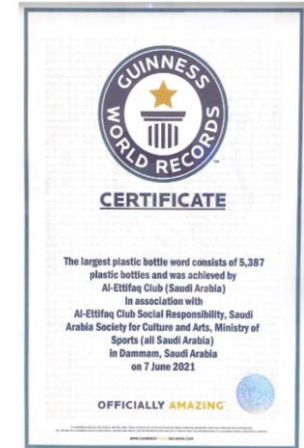 GUINNESS
WORLD RECORDS
TM
CERTIFICATE
The largest plastic bottle word consists of 5,387
plastic bottles and was achieved by
Al-Ettifaq Club (Saudi Arabia)
in association with
Al-Ettifaq Club Social Responsibility, Saudi
Arabia Society for Culture and Arts, Ministry of
Sports (all Saudi Arabia)
in Dammam, Saudi Arabia
on 7 June 2021
OFFICIALLY AMAZING